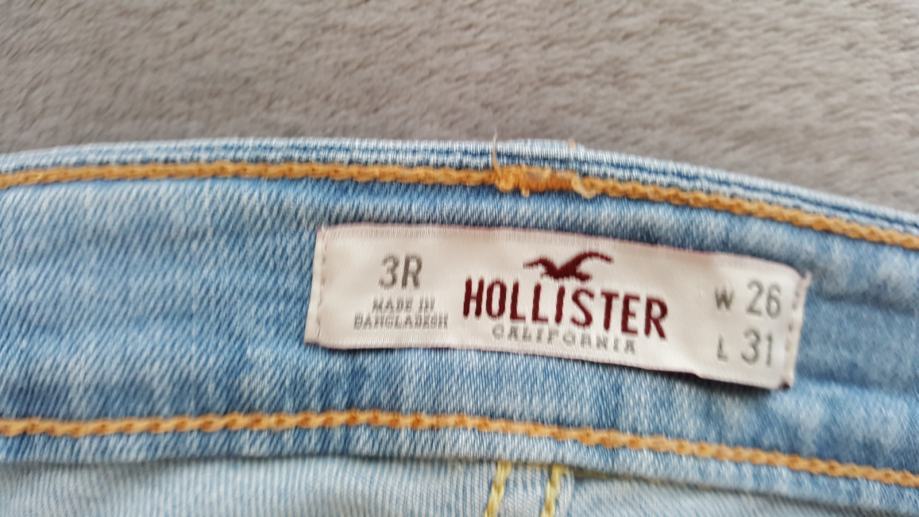 3R
MADE IN
BANGLADESH
HOLLISTER
CALIFORNIA
W 26
L 31